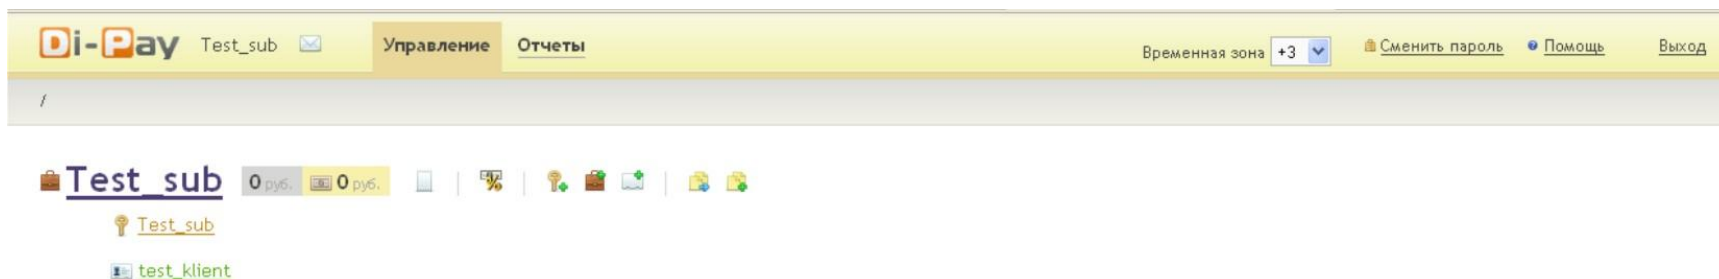 Di-Pay Test_sub Управление Отчеты Временная зона +3 Сменить пароль Помощь Выход
/
Test_sub 0 руб. 0 руб.
Test_sub
test_klient